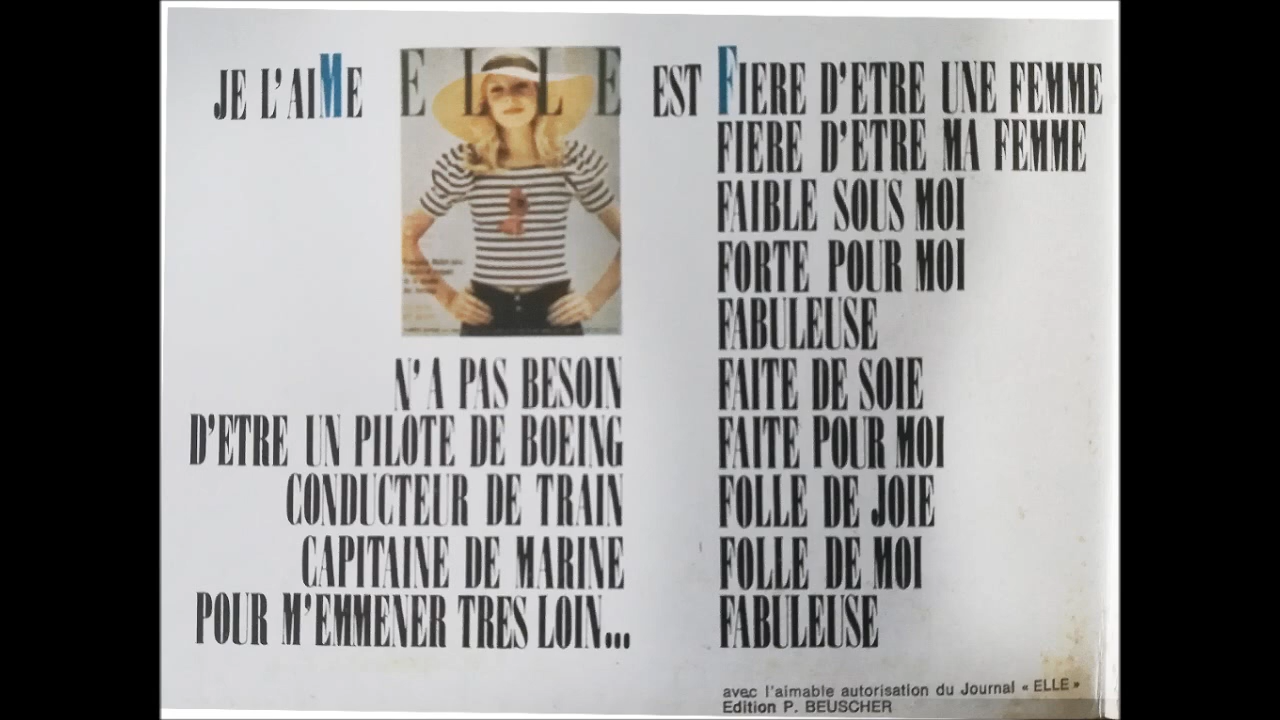 JE L'AIME
ELLE
N'A PAS BESOIN
D'ETRE UN PILOTE DE BOEING
CONDUCTEUR DE TRAIN
CAPITAINE DE MARINE
POUR M'EMMENER TRES LOIN...
EST FIERE D'ETRE UNE FEMME
FIERE D'ETRE MA FEMME
FAIBLE SOUS MOI
FORTE POUR MOI
FABULEUSE
FAITE DE SOIE
FAITE POUR MOI
FOLLE DE JOIE
FOLLE DE MOI
FABULEUSE
avec l'aimable autorisation du Journal « ELLE »
Edition P. BEUSCHER